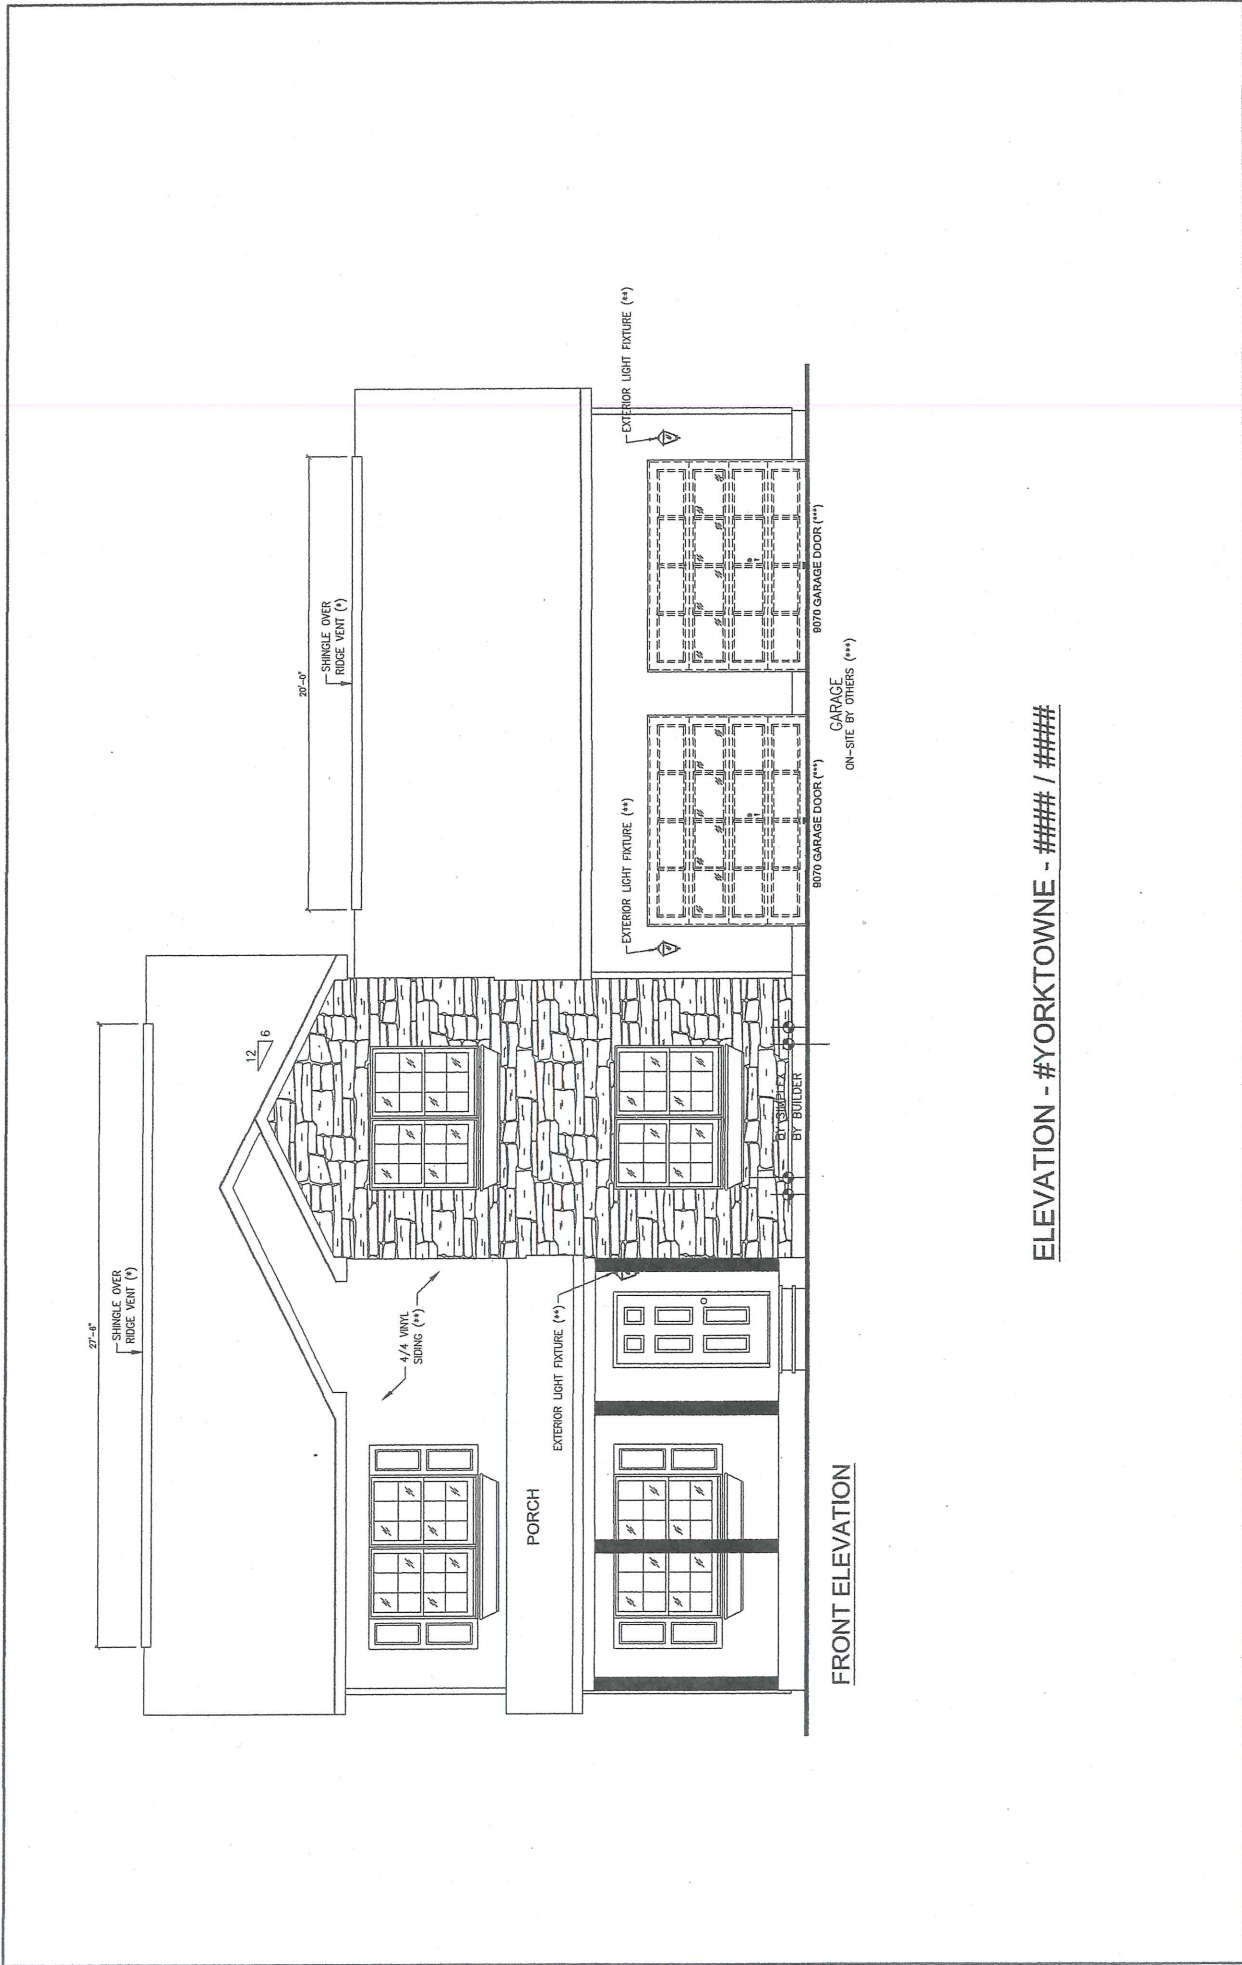 27'-6"
SHINGLE OVER
RIDGE VENT (*)
20'-0"
SHINGLE OVER
RIDGE VENT (*)
12
6
4/4 VINYL
SIDING (**)
PORCH
EXTERIOR LIGHT FIXTURE (**)
EXTERIOR LIGHT FIXTURE (**)
EXTERIOR LIGHT FIXTURE (**)
BY SIMPLEX
BY BUILDER
9070 GARAGE DOOR (***)
9070 GARAGE DOOR (***)
GARAGE
ON-SITE BY OTHERS (***)
FRONT ELEVATION
ELEVATION - #YORKTOWNE - #### / ####